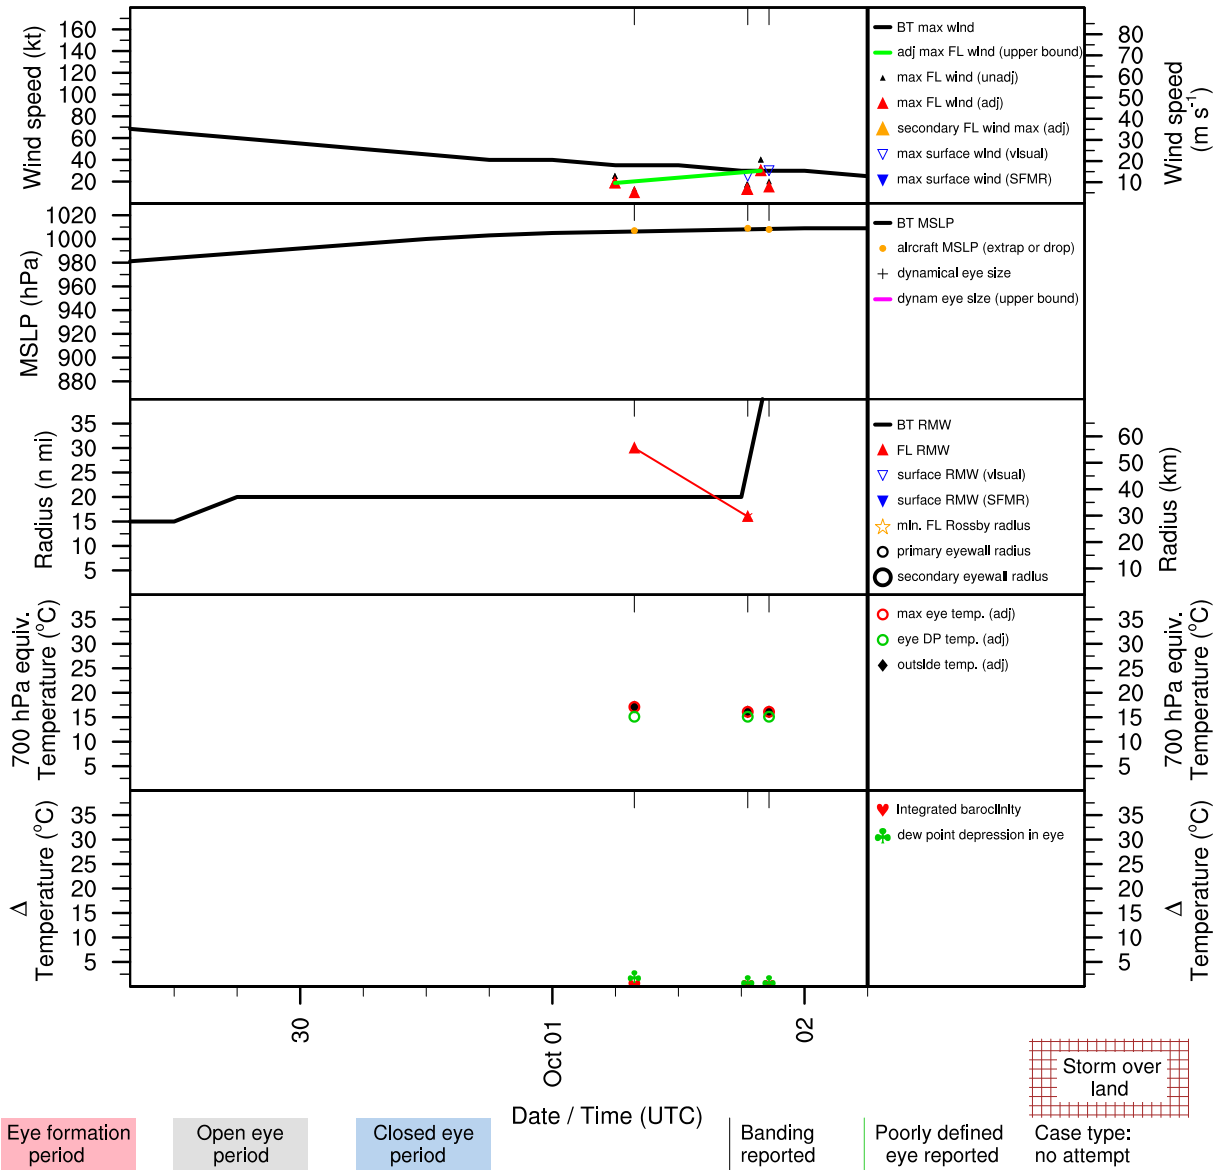 160
140
120
100
80
60
40
20
Wind speed (kt)
BT max wind
adj max FL wind (upper bound)
max FL wind (unadj)
max FL wind (adj)
secondary FL wind max (adj)
max surface wind (visual)
max surface wind (SFMR)
80
70
60
50
40
30
20
10
Wind speed
(m s-1)
1020
1000
980
960
940
920
900
880
MSLP (hPa)
BT MSLP
aircraft MSLP (extrap or drop)
dynamical eye size
dynam eye size (upper bound)
35
30
25
20
15
10
5
Radius (n mi)
BT RMW
FL RMW
surface RMW (visual)
surface RMW (SFMR)
min. FL Rossby radius
primary eyewall radius
secondary eyewall radius
60
50
40
30
20
10
Radius (km)
35
30
25
20
15
10
5
700 hPa equiv.
Temperature (oC)
max eye temp. (adj)
eye DP temp. (adj)
outside temp. (adj)
35
30
25
20
15
10
5
700 hPa equiv.
Temperature (oC)
35
30
25
20
15
10
5
Δ
Temperature (oC)
Integrated baroclinity
dew point depression in eye
35
30
25
20
15
10
5
Δ
Temperature (oC)
30
Oct 01
02
Date / Time (UTC)
Storm over
land
Eye formation
period
Open eye
period
Closed eye
period
Banding
reported
Poorly defined
eye reported
Case type:
no attempt